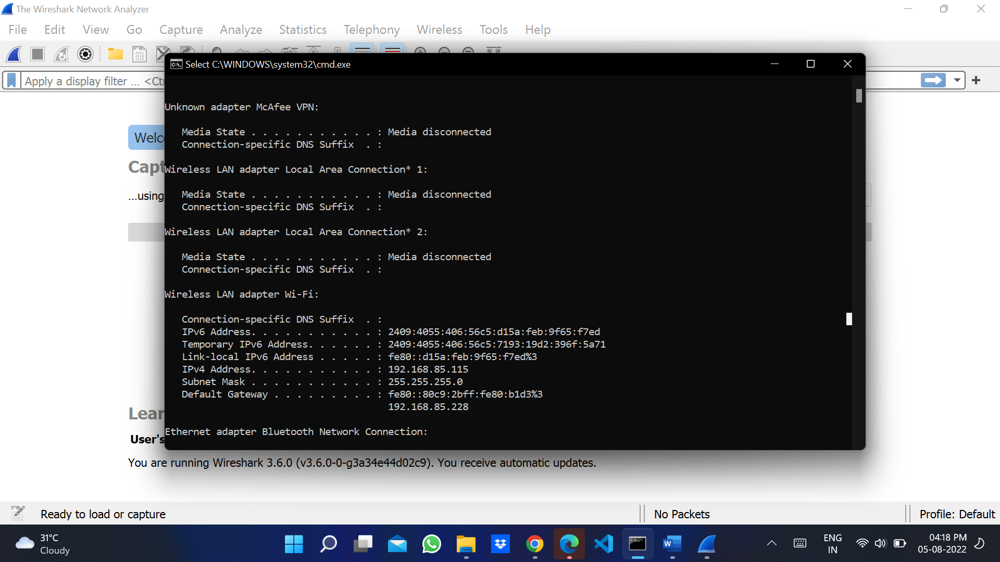 The Wireshark Network Analyzer
File Edit View Go Capture Analyze Statistics Telephony Wireless Tools Help
Apply a display filter ...
Select C:\WINDOWS\system32\cmd.exe
Unknown adapter McAfee VPN:
Media State . . . . . . . . . . . : Media disconnected
Connection-specific DNS Suffix  . :
Wireless LAN adapter Local Area Connection* 1:
Media State . . . . . . . . . . . : Media disconnected
Connection-specific DNS Suffix  . :
Wireless LAN adapter Local Area Connection* 2:
Media State . . . . . . . . . . . : Media disconnected
Connection-specific DNS Suffix  . :
Wireless LAN adapter Wi-Fi:
...using
Connection-specific DNS Suffix  . :
IPv6 Address. . . . . . . . . . . : 2409:4055:406:56c5:d15a:feb:9f65:f7ed
Temporary IPv6 Address. . . . . . : 2409:4055:406:56c5:7193:19d2:396f:5a71
Link-local IPv6 Address . . . . . : fe80::d15a:feb:9f65:f7ed%3
IPv4 Address. . . . . . . . . . . : 192.168.85.115
Subnet Mask . . . . . . . . . . . : 255.255.255.0
Default Gateway . . . . . . . . . : fe80::80c9:2bff:fe80:b1d3%3
192.168.85.228
Ethernet adapter Bluetooth Network Connection:
User's
You are running Wireshark 3.6.0 (v3.6.0-0-g3a34e44d02c9). You receive automatic updates.
Ready to load or capture
No Packets
Profile: Default
31°C
Cloudy
ENG
IN
04:18 PM
05-08-2022